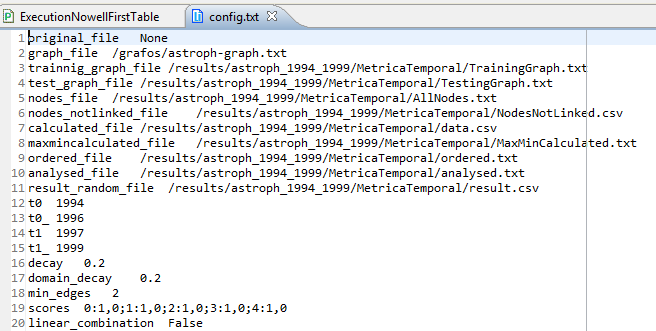 ExecutionNowellFirstTable config.txt
1 original_file None
2 graph_file /grafos/astroph-graph.txt
3 trainnig_graph_file /results/astroph_1994_1999/MetricaTemporal/TrainingGraph.txt
4 test_graph_file /results/astroph_1994_1999/MetricaTemporal/TestingGraph.txt
5 nodes_file /results/astroph_1994_1999/MetricaTemporal/AllNodes.txt
6 nodes_notlinked_file /results/astroph_1994_1999/MetricaTemporal/NodesNotLinked.csv
7 calculated_file /results/astroph_1994_1999/MetricaTemporal/data.csv
8 maxmincalculated_file /results/astroph_1994_1999/MetricaTemporal/MaxMinCalculated.txt
9 ordered_file /results/astroph_1994_1999/MetricaTemporal/ordered.txt
10 analysed_file /results/astroph_1994_1999/MetricaTemporal/analysed.txt
11 result_random_file /results/astroph_1994_1999/MetricaTemporal/result.csv
12 t0 1994
13 t0_ 1996
14 t1 1997
15 t1_ 1999
16 decay 0.2
17 domain_decay 0.2
18 min_edges 2
19 scores 0:1,0;1:1,0;2:1,0;3:1,0;4:1,0
20 linear_combination False